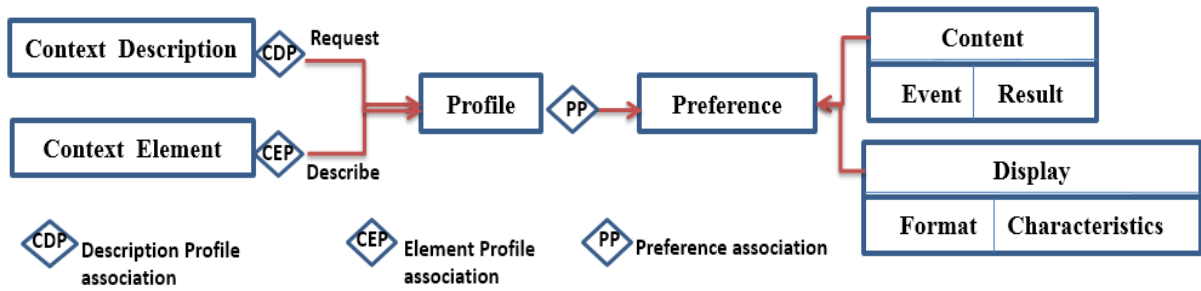 Context Description
CDP
Request
Context Element
CEP
Describe
Profile
PP
Preference
Content
Event
Result
Display
Format
Characteristics
CDP
Description Profile
association
CEP
Element Profile
association
PP
Preference association